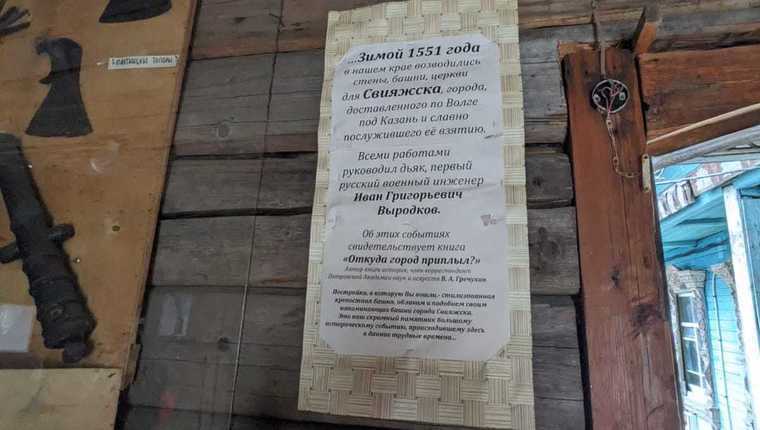 ...Зимой 1551 года
в нашем крае возводились
стены, башни, церкви
для Свияжска, города,
доставленного по Волге
под Казань и славно
послужившего её взятию.
Всеми работами
руководил дьяк, первый
русский военный инженер
Иван Григорьевич
Выродков.
Об этих событиях
свидетельствует книга
«Откуда город приплыл?»
Автор книги историк, член-корреспондент
Петровской Академии наук и искусств В. А. Гречухин
Постройка, в которую Вы вошли - стилизованная
крепостная башня, обликом и подобием своим
напоминающая башни города Свияжска.
Это наш скромный памятник большому
историческому событию, происходившему здесь
в давние трудные времена...
топоры